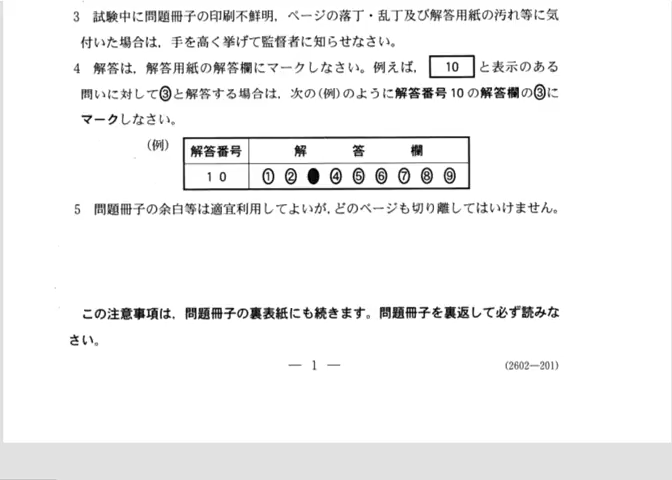 3 試験中に問題冊子の印刷不鮮明，ページの落丁・乱丁及び解答用紙の汚れ等に気
付いた場合は，手を高く挙げて監督者に知らせなさい。
4 解答は，解答用紙の解答欄にマークしなさい。例えば， 10 と表示のある
問いに対して③と解答する場合は，次の(例)のように解答番号10の解答欄の③に
マークしなさい。
(例) 解答番号 解 答 欄
10 ① ② ● ④ ⑤ ⑥ ⑦ ⑧ ⑨
5 問題冊子の余白等は適宜利用してよいが，どのページも切り離してはいけません。
この注意事項は，問題冊子の裏表紙にも続きます。問題冊子を裏返して必ず読みな
さい。
— 1 — (2602—201)